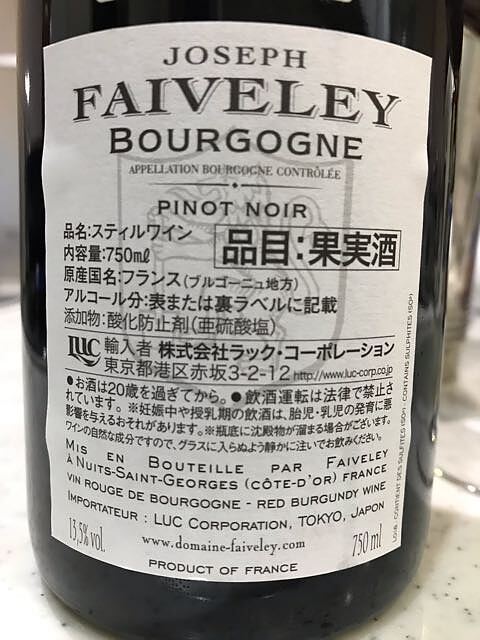 JOSEPH
FAIVELEY
BOURGOGNE
APPELLATION BOURGOGNE CONTRÔLÉE
PINOT NOIR
品名:スティルワイン
内容量:750mℓ
品目:果実酒
原産国名:フランス(ブルゴーニュ地方)
アルコール分:表または裏ラベルに記載
添加物:酸化防止剤(亜硫酸塩)
LUC 輸入者 株式会社ラック・コーポレーション
東京都港区赤坂3-2-12 http://www.luc-corp.co.jp
●お酒は20歳を過ぎてから。●飲酒運転は法律で禁止さ
れています。※妊娠中や授乳期の飲酒は、胎児・乳児の発育に悪
影響を与えるおそれがあります。※瓶底に沈殿物が溜まる場合がございます。
ワインの自然な成分ですので、グラスに入らぬよう静かに注いでお飲みください。
MIS EN BOUTEILLE PAR FAIVELEY
À NUITS-SAINT-GEORGES (CÔTE-D'OR) FRANCE
VIN ROUGE DE BOURGOGNE - RED BURGUNDY WINE
IMPORTATEUR : LUC CORPORATION, TOKYO, JAPON
13,5% vol.
www.domaine-faiveley.com
750 ml
PRODUCT OF FRANCE
CONTIENT DES SULFITES (SO²) - CONTAINS SULPHITES (SO²)